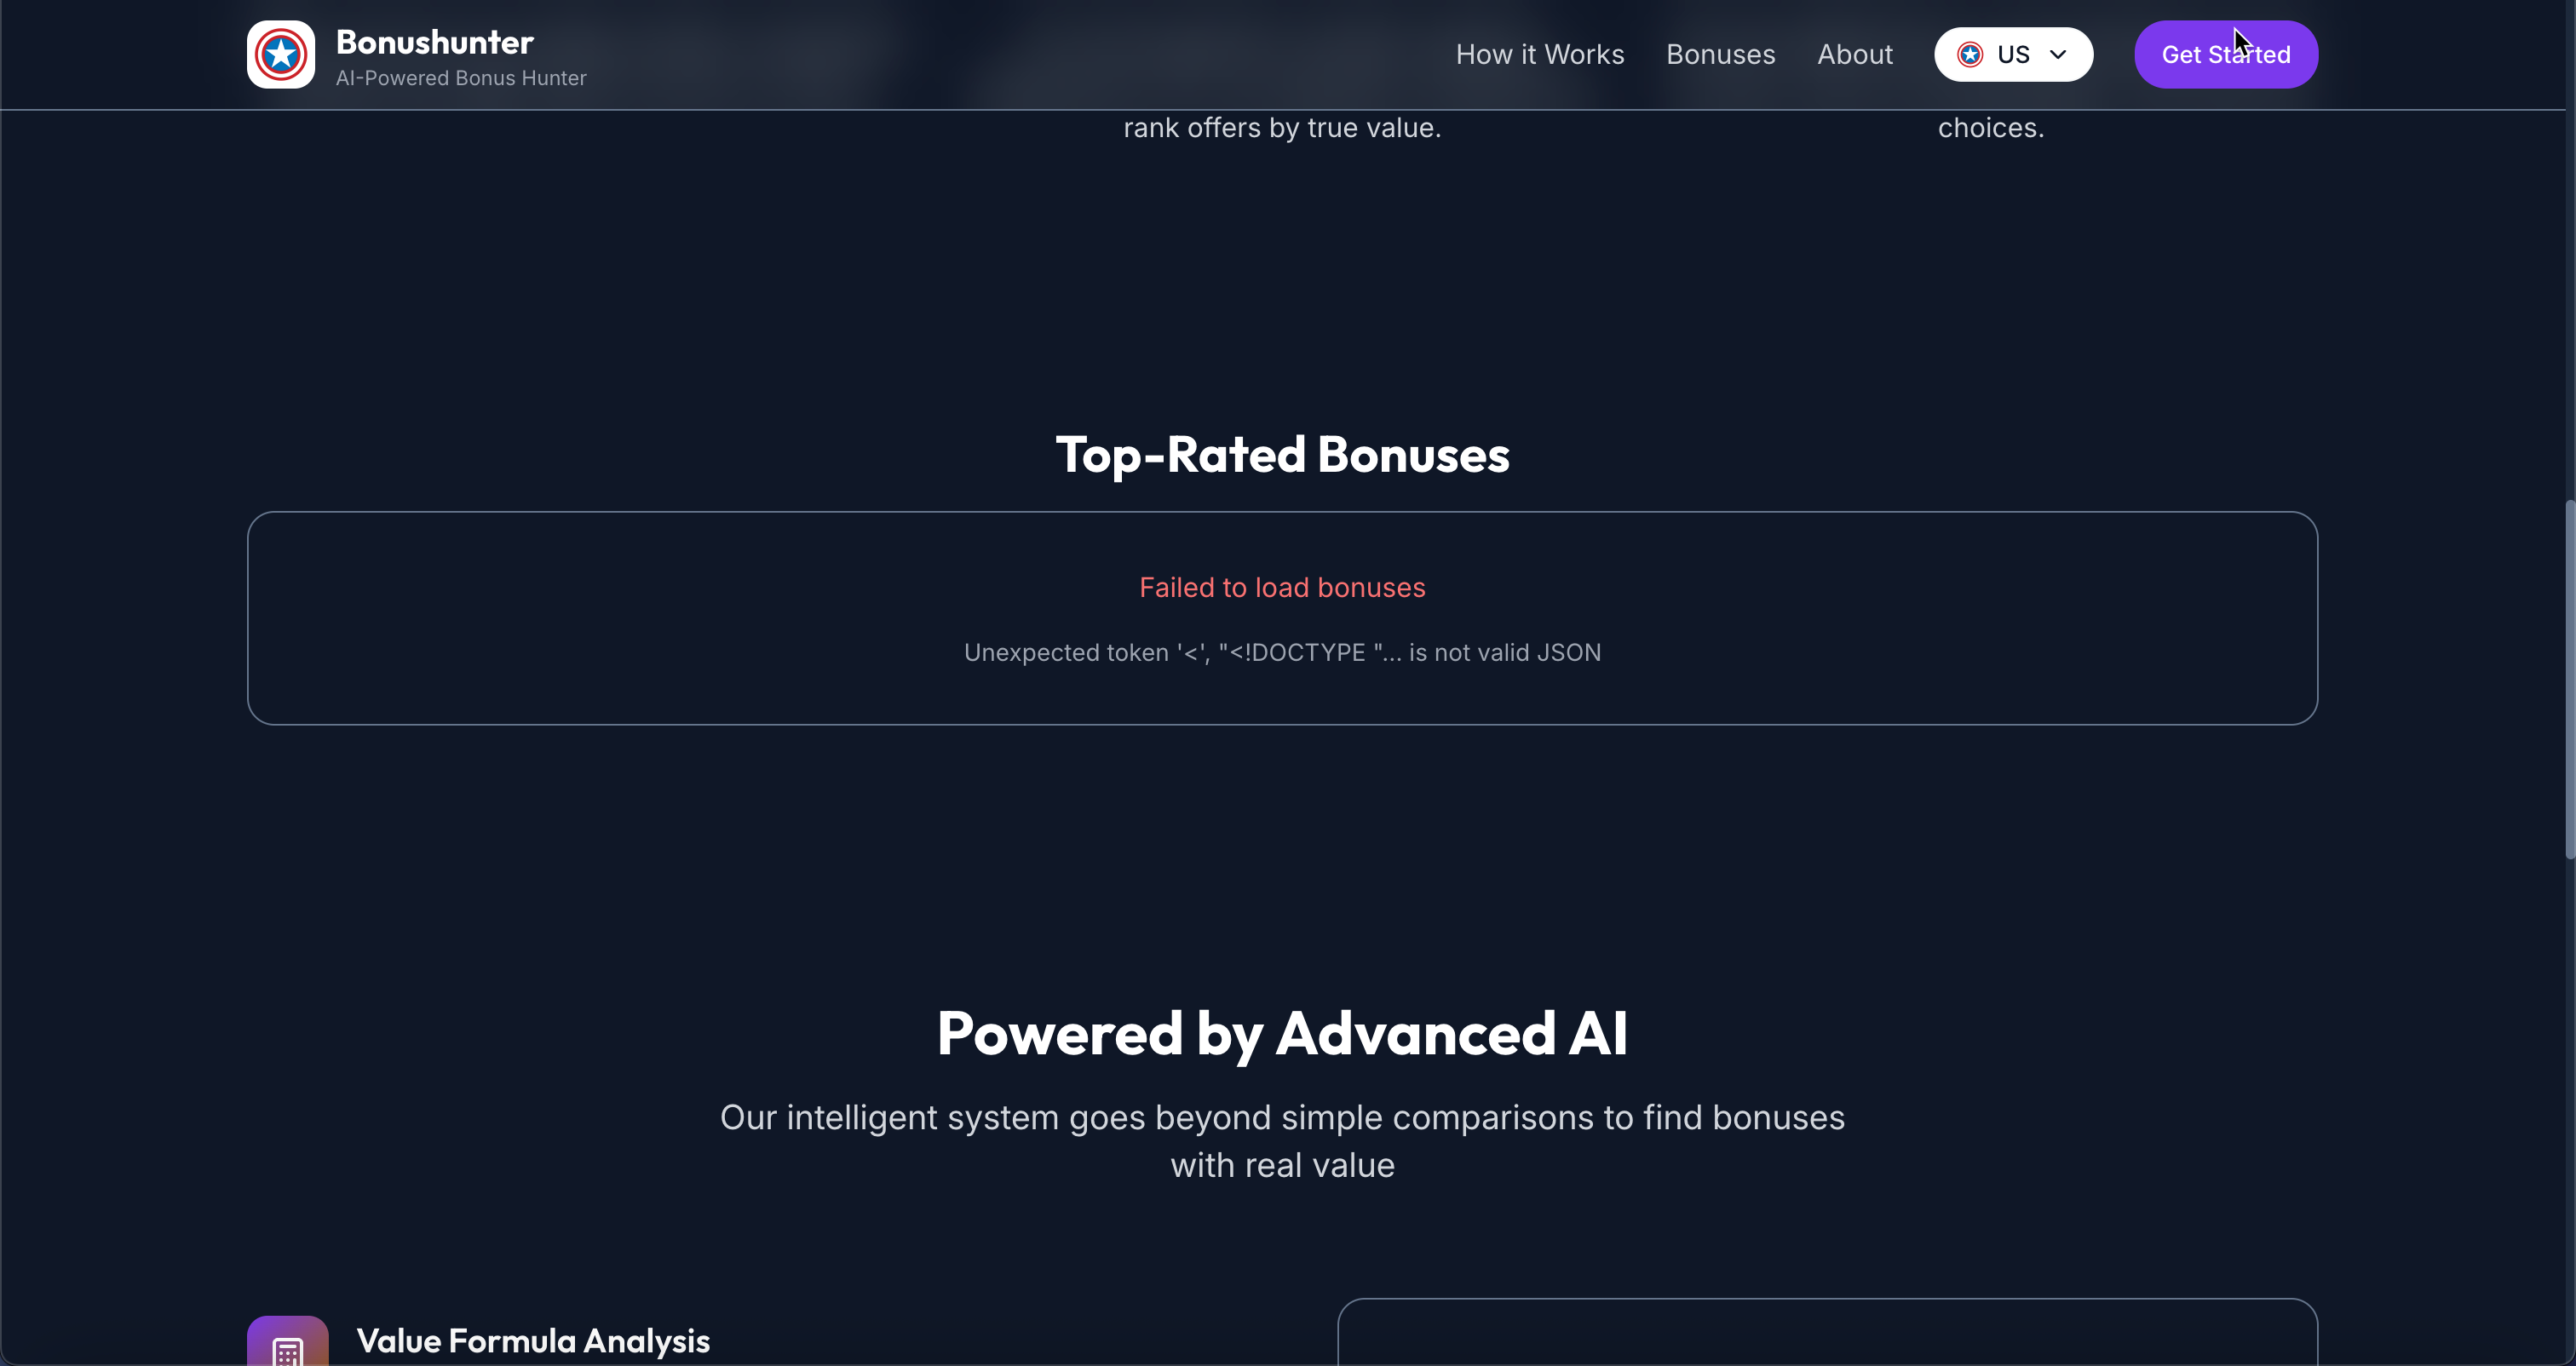 Bonushunter
AI-Powered Bonus Hunter
How it Works
Bonuses
About
US
Get Started
rank offers by true value.
choices.
Top-Rated Bonuses
Failed to load bonuses
Unexpected token '<', "<!DOCTYPE "... is not valid JSON
Powered by Advanced AI
Our intelligent system goes beyond simple comparisons to find bonuses
with real value
Value Formula Analysis